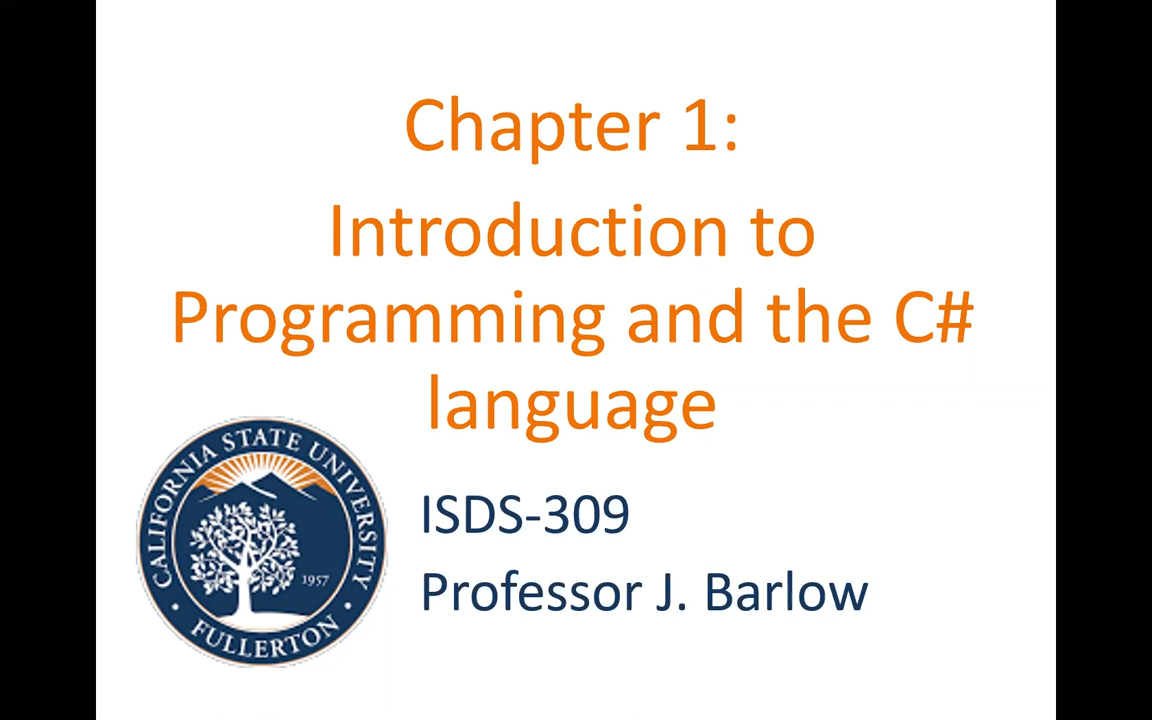 Chapter 1:
Introduction to
Programming and the C#
language
CALIFORNIA STATE UNIVERSITY
1957
FULLERTON
ISDS-309
Professor J. Barlow